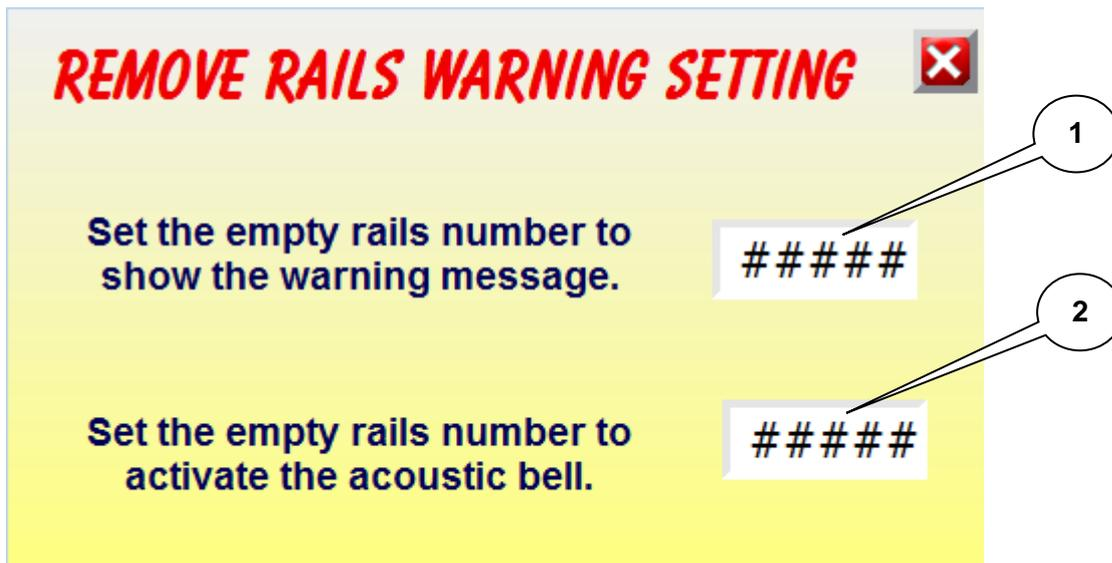 REMOVE RAILS WARNING SETTING
1
Set the empty rails number to
show the warning message.
#####
2
Set the empty rails number to
activate the acoustic bell.
#####